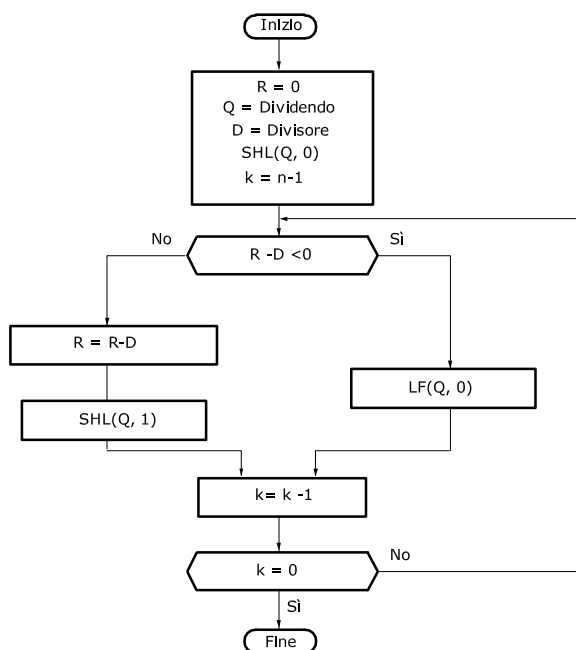 Inizio
R = 0
Q = Dividendo
D = Divisore
SHL(Q, 0)
k = n-1
No
R -D <0
Sì
R = R-D
LF(Q, 0)
SHL(Q, 1)
k= k -1
k = 0
No
Sì
Fine